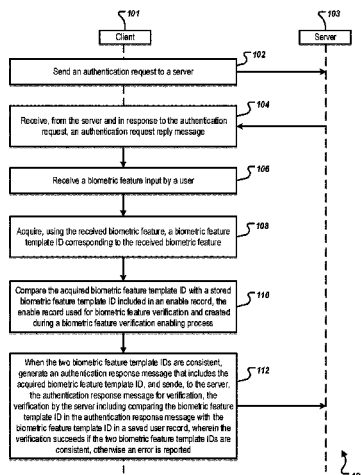 101
103
Client
Server
102
Send an authentication request to a server
104
Receive, from the server and in response to the authentication
request, an authentication request reply message
106
Receive a biometric feature input by a user
108
Acquire, using the received biometric feature, a biometric feature
template ID corresponding to the received biometric feature
110
Compare the acquired biometric feature template ID with a stored
biometric feature template ID included in an enable record, the
enable record used for biometric feature verification and created
during a biometric feature verification enabling process
112
When the two biometric feature template IDs are consistent,
generate an authentication response message that includes the
acquired biometric feature template ID, and sende, to the server,
the authentication response message for verification, the
verification by the server including comparing the biometric feature
template ID in the authentication response message with the
biometric feature template ID in a saved user record, wherein
the verification succeeds if the two biometric feature template IDs are
consistent, otherwise an error is reported